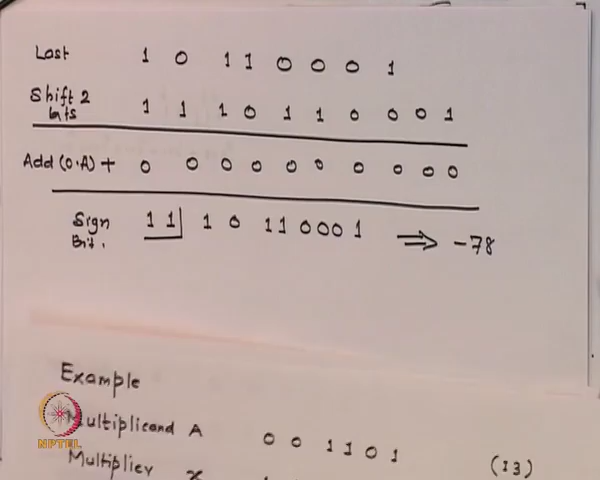 Last 1 0 1 1 0 0 0 1
Shift 2 bits 1 1 1 0 1 1 0 0 0 1
Add (0.A) + 0 0 0 0 0 0 0 0 0 0
Sign Bit. 1 1 1 0 1 1 0 0 0 1 ⇒ -78
Example
Multiplicand A 0 0 1 1 0 1 (13)
Multiplier x
NPTEL